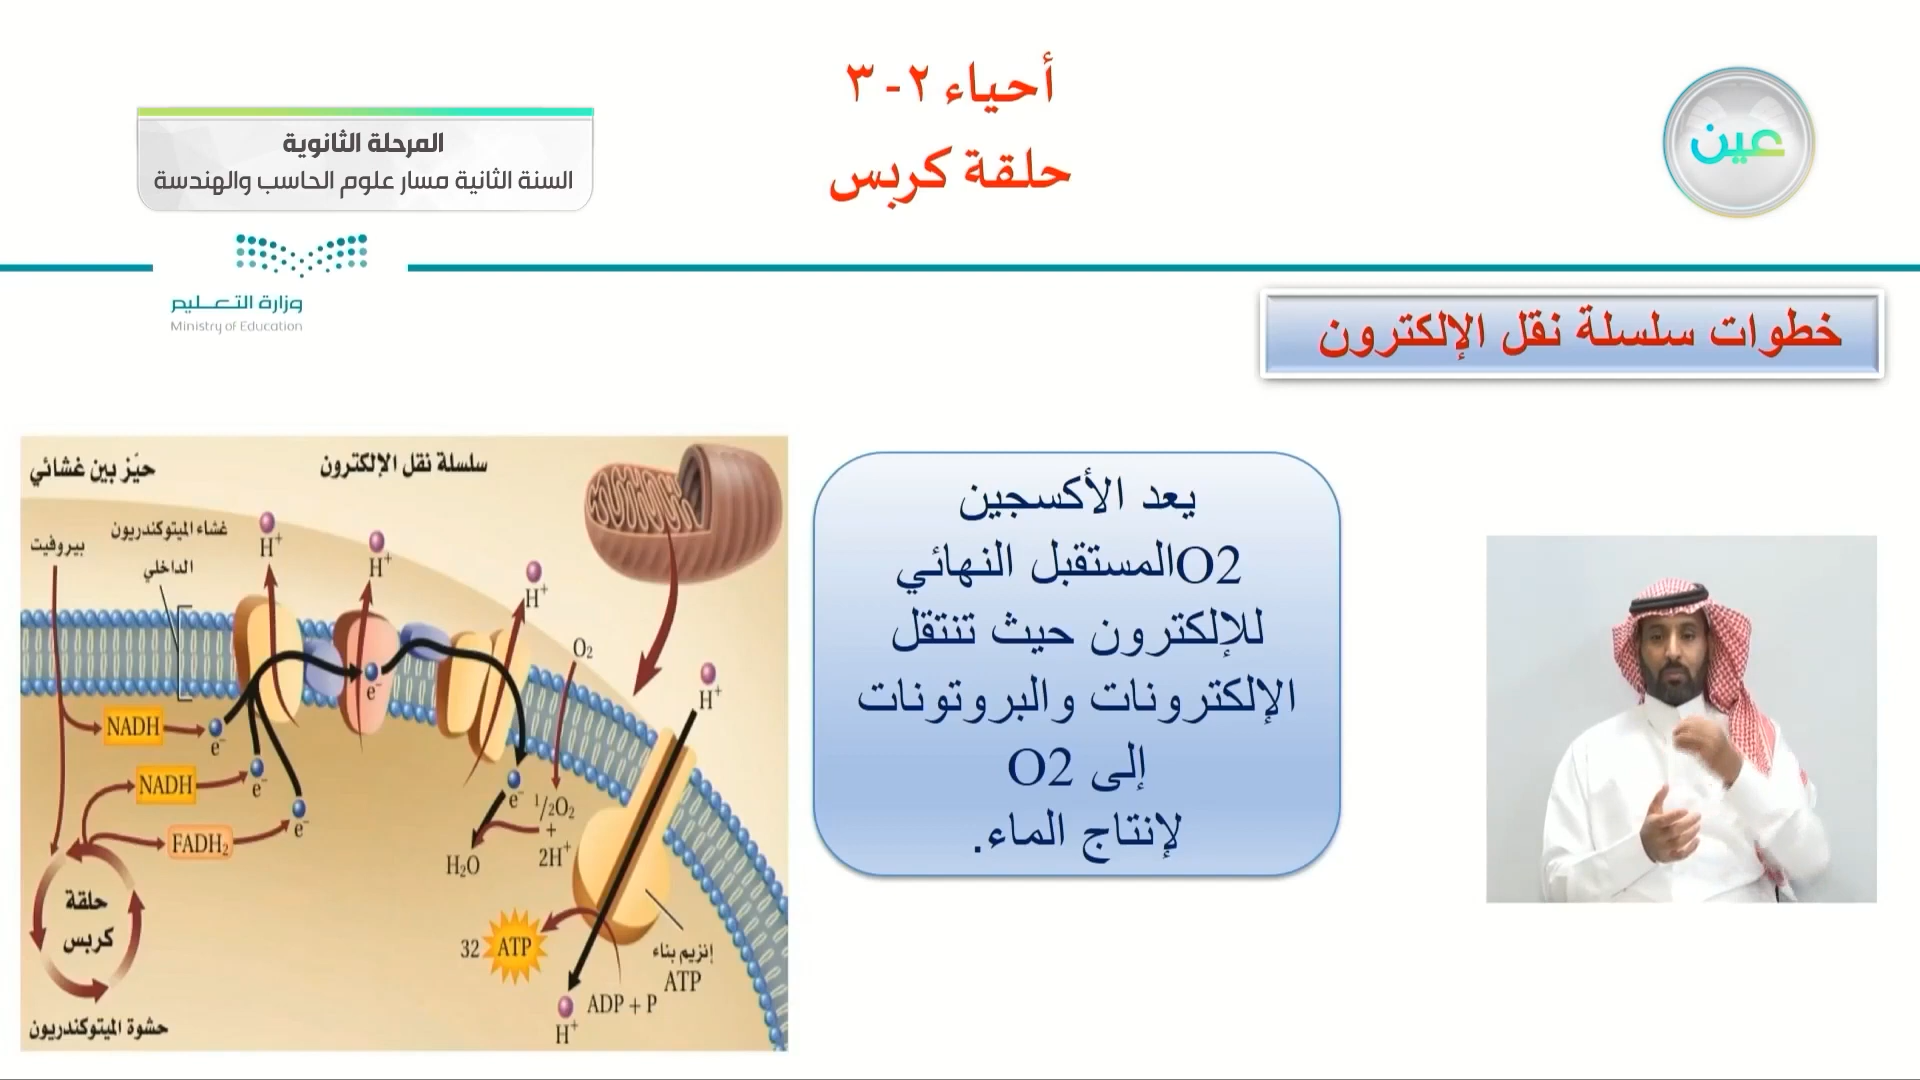 أحياء ٢- ٣
حلقة كربس
عين
المرحلة الثانوية
السنة الثانية مسار علوم الحاسب والهندسة
وزارة التعليم
Ministry of Education
خطوات سلسلة نقل الإلكترون
يعد الأكسجين
O2المستقبل النهائي
للإلكترون حيث تنتقل
الإلكترونات والبروتونات
إلى O2
لإنتاج الماء.
سلسلة نقل الإلكترون
حيّز بين غشائي
غشاء الميتوكندريون
الداخلي
بيروفيت
H⁺
H⁺
H⁺
O₂
H⁺
e⁻
NADH
e⁻
NADH
e⁻
FADH₂
e⁻
e⁻
1/2O₂
+
2H⁺
H₂O
حلقة
كربس
32 ATP
إنزيم بناء
ATP
ADP + P
H⁺
حشوة الميتوكندريون